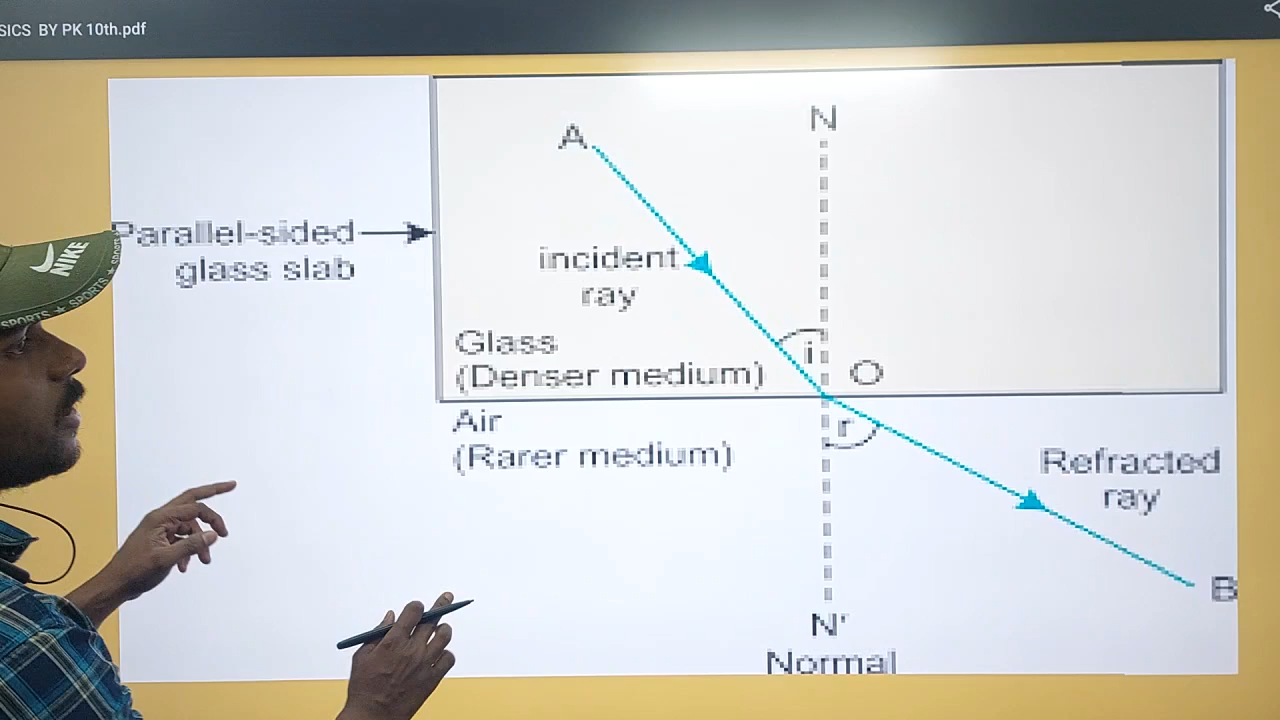 SICS BY PK 10th.pdf
N
A
Parallel-sided
glass slab
incident
ray
Glass
(Denser medium)
i
O
Air
(Rarer medium)
r
Refracted
ray
B
N'
Normal
NIKE
SPORTS ★ SPORTS ★